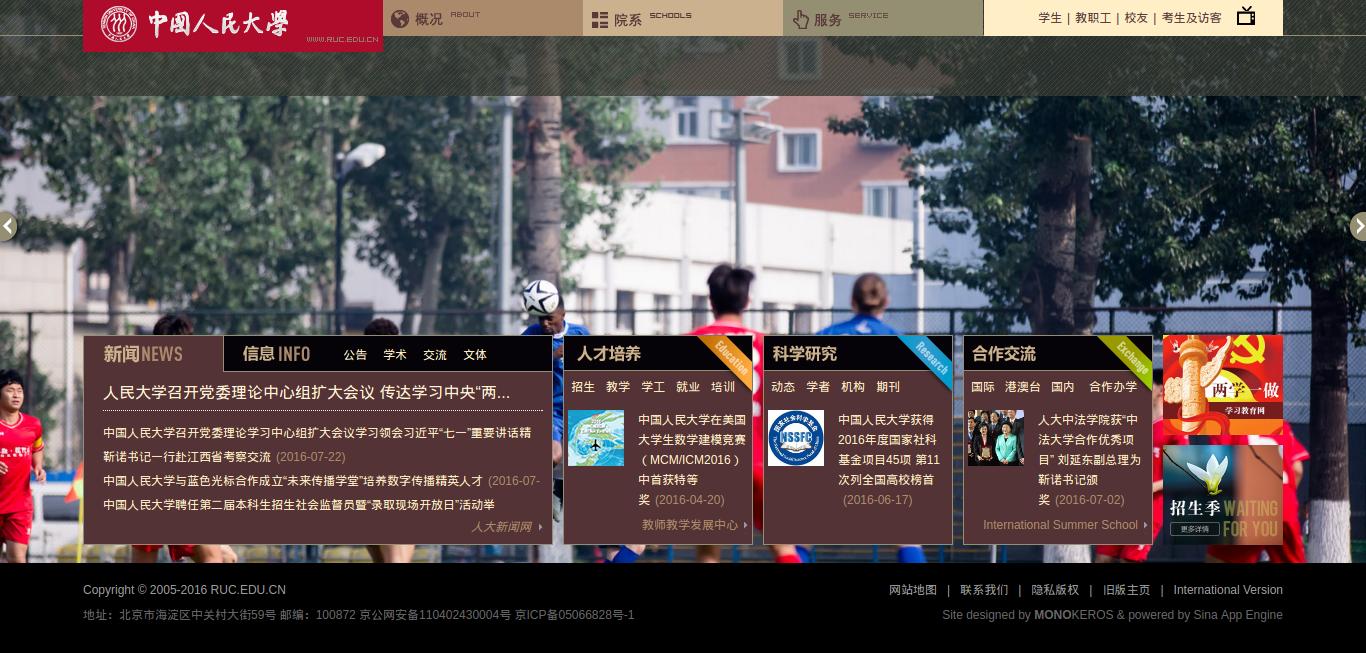 中國人民大學
WWW.RUC.EDU.CN
概况 ABOUT
院系 SCHOOLS
服务 SERVICE
学生 | 教职工 | 校友 | 考生及访客
新闻NEWS
信息 INFO
公告 学术 交流 文体
人民大学召开党委理论中心组扩大会议 传达学习中央“两...
中国人民大学召开党委理论学习中心组扩大会议学习领会习近平“七一”重要讲话精
靳诺书记一行赴江西省考察交流 (2016-07-22)
中国人民大学与蓝色光标合作成立“未来传播学堂”培养数字传播精英人才 (2016-07-
中国人民大学聘任第二届本科生招生社会监督员暨“录取现场开放日”活动举
人大新闻网
人才培养
Education
招生 教学 学工 就业 培训
中国人民大学在美国
大学生数学建模竞赛
（MCM/ICM2016）
中首获特等
奖 (2016-04-20)
教师教学发展中心
科学研究
Research
动态 学者 机构 期刊
NSSFC
中国人民大学获得
2016年度国家社科
基金项目45项 第11
次列全国高校榜首
(2016-06-17)
合作交流
Exchange
国际 港澳台 国内 合作办学
人大中法学院获“中
法大学合作优秀项
目” 刘延东副总理为
靳诺书记颁
奖 (2016-07-02)
International Summer School
两学一做
学习教育网
招生季 WAITING
更多详情 FOR YOU
Copyright © 2005-2016 RUC.EDU.CN
网站地图 | 联系我们 | 隐私版权 | 旧版主页 | International Version
地址：北京市海淀区中关村大街59号 邮编：100872 京公网安备110402430004号 京ICP备05066828号-1
Site designed by MONOKEROS & powered by Sina App Engine